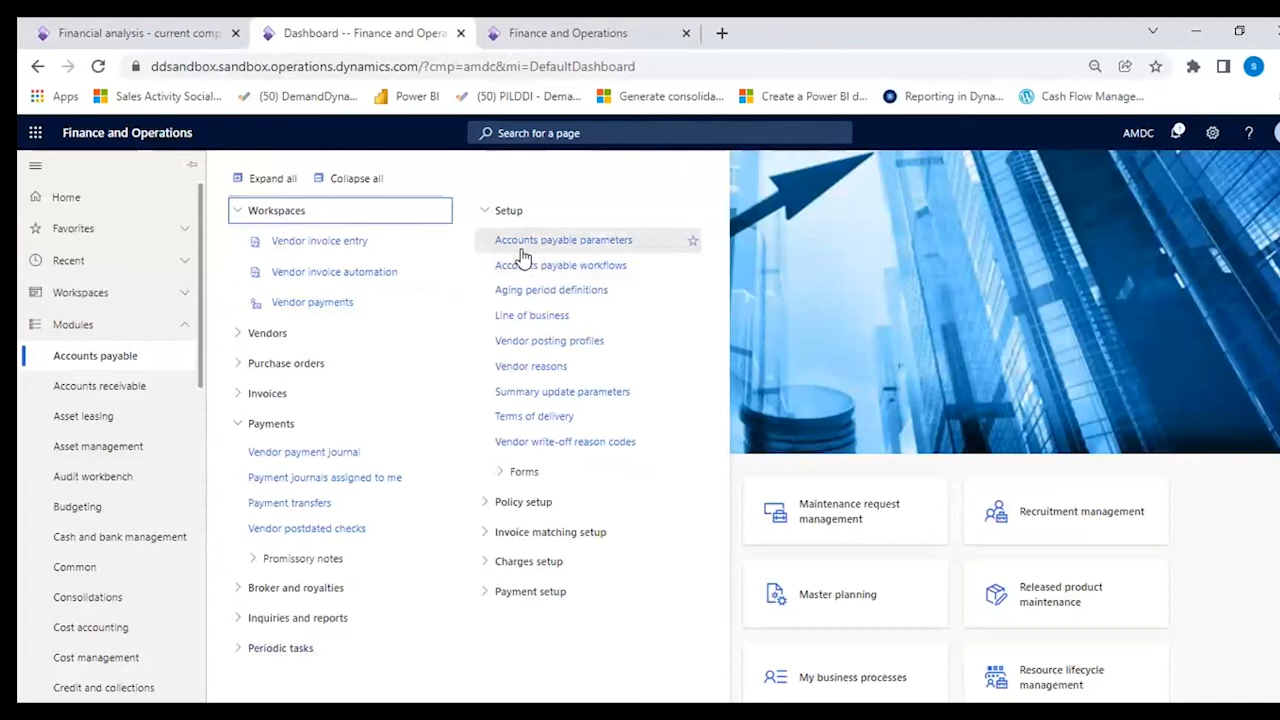 Financial analysis - current comp
Dashboard -- Finance and Opera
Finance and Operations
ddsandbox.sandbox.operations.dynamics.com/?cmp=amdc&mi=DefaultDashboard
S
Apps
Sales Activity Social...
(50) DemandDyna...
Power BI
(50) PILDDI - Dema...
Generate consolida...
Create a Power BI d...
Reporting in Dyna...
Cash Flow Manage...
Finance and Operations
Search for a page
AMDC
1
?
Home
Favorites
Recent
Workspaces
Modules
Accounts payable
Accounts receivable
Asset leasing
Asset management
Audit workbench
Budgeting
Cash and bank management
Common
Consolidations
Cost accounting
Cost management
Credit and collections
Expand all
Collapse all
Workspaces
Vendor invoice entry
Vendor invoice automation
Vendor payments
Vendors
Purchase orders
Invoices
Payments
Vendor payment journal
Payment journals assigned to me
Payment transfers
Vendor postdated checks
Promissory notes
Broker and royalties
Inquiries and reports
Periodic tasks
Setup
Accounts payable parameters
Accounts payable workflows
Aging period definitions
Line of business
Vendor posting profiles
Vendor reasons
Summary update parameters
Terms of delivery
Vendor write-off reason codes
Forms
Policy setup
Invoice matching setup
Charges setup
Payment setup
Maintenance request
management
Recruitment management
Master planning
Released product
maintenance
My business processes
Resource lifecycle
management